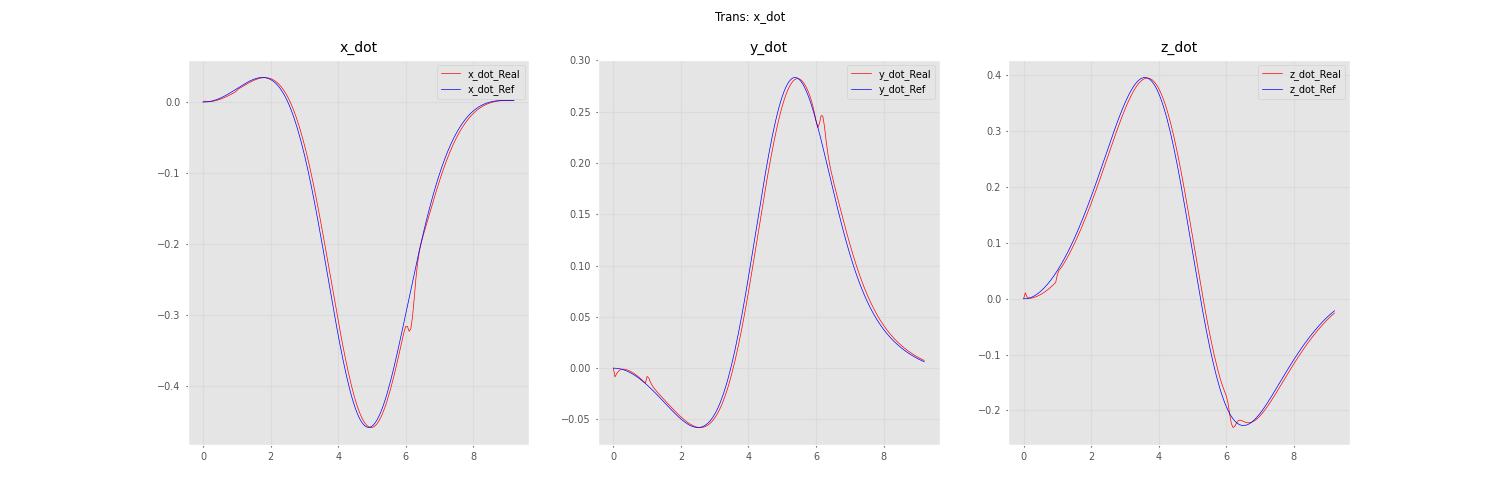 Trans: x_dot
x_dot
x_dot_Real
x_dot_Ref
0.0
−0.1
−0.2
−0.3
−0.4
0 2 4 6 8
y_dot
y_dot_Real
y_dot_Ref
0.30
0.25
0.20
0.15
0.10
0.05
0.00
−0.05
0 2 4 6 8
z_dot
z_dot_Real
z_dot_Ref
0.4
0.3
0.2
0.1
0.0
−0.1
−0.2
0 2 4 6 8